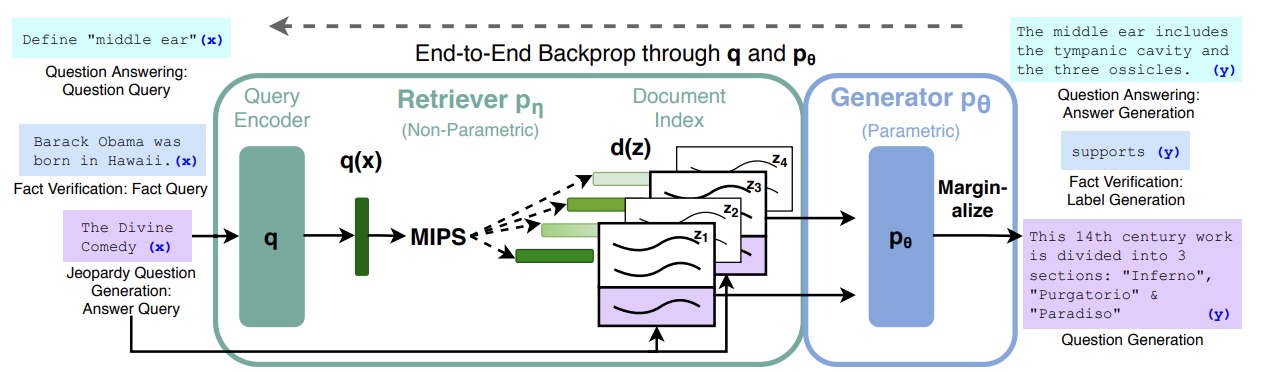 End-to-End Backprop through q and pθ
Define "middle ear"(x)
Question Answering:
Question Query
Barack Obama was
born in Hawaii.(x)
Fact Verification: Fact Query
The Divine
Comedy (x)
Jeopardy Question
Generation:
Answer Query
Query
Encoder
q
Retriever pη
(Non-Parametric)
q(x)
MIPS
Document
Index
d(z)
z4
z3
z2
z1
Generator pθ
(Parametric)
pθ
Margin-
alize
The middle ear includes
the tympanic cavity and
the three ossicles. (y)
Question Answering:
Answer Generation
supports (y)
Fact Verification:
Label Generation
This 14th century work
is divided into 3
sections: "Inferno",
"Purgatorio" &
"Paradiso" (y)
Question Generation